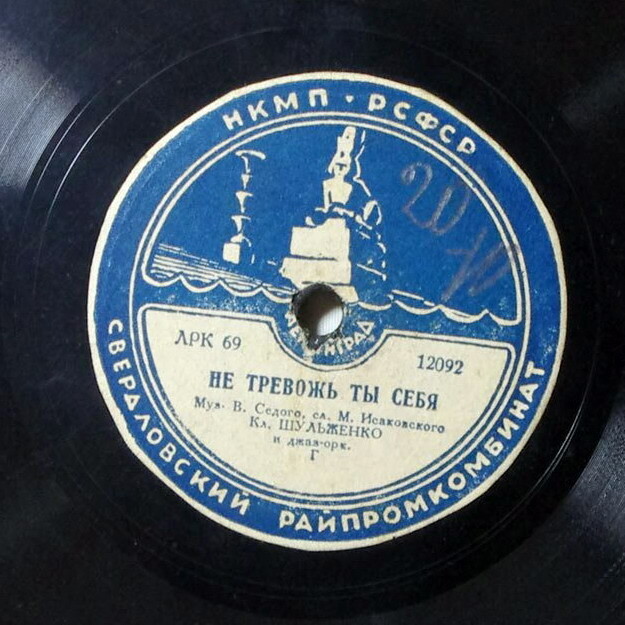 НКМП · РСФСР
ЛЕНИНГРАД
ЛРК 69
12092
НЕ ТРЕВОЖЬ ТЫ СЕБЯ
Муз. В. Седого, сл. М. Исаковского
Кл. ШУЛЬЖЕНКО
и джаз-орк.
Г
СВЕРДЛОВСКИЙ РАЙПРОМКОМБИНАТ